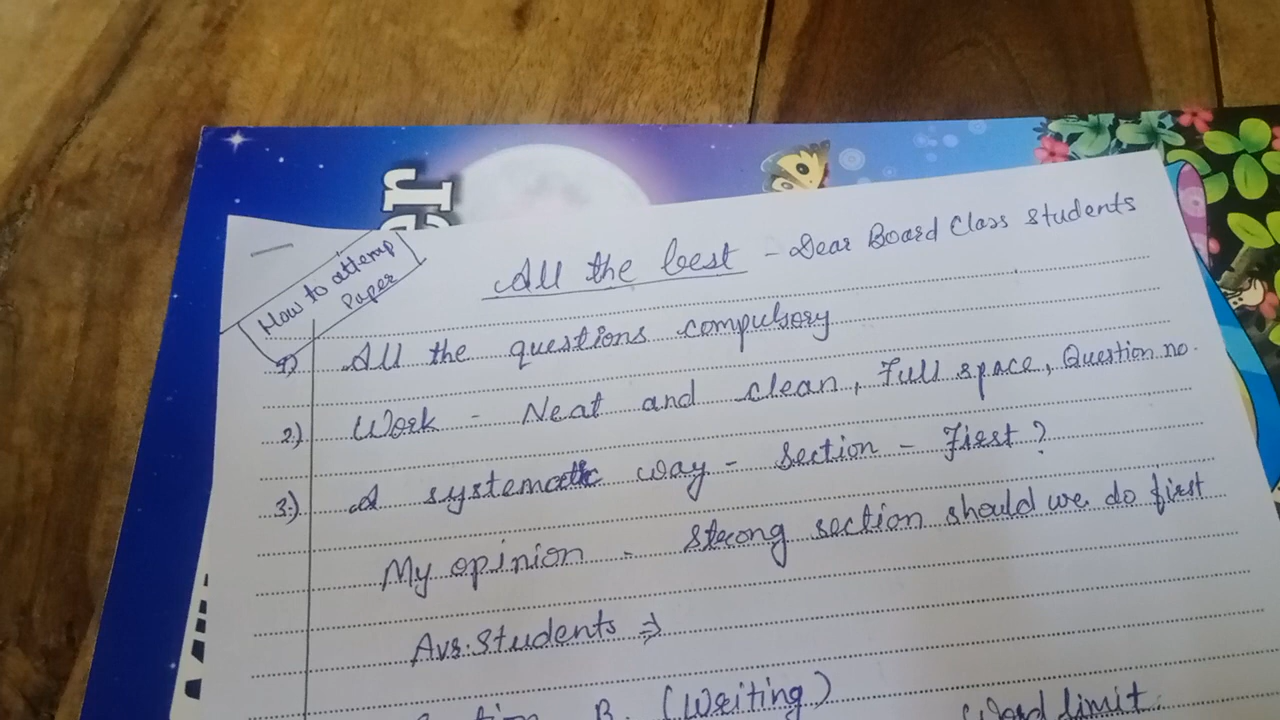 er
How to attemp
Paper
All the best - Dear Board Class students
1) All the questions compulsory
2.) Work - Neat and clean, Full space, Question no.
3.) A systematic way - Section - First?
My opinion - Strong section should we do first
Avg. Students ⇒
B. (Writing) Word limit.